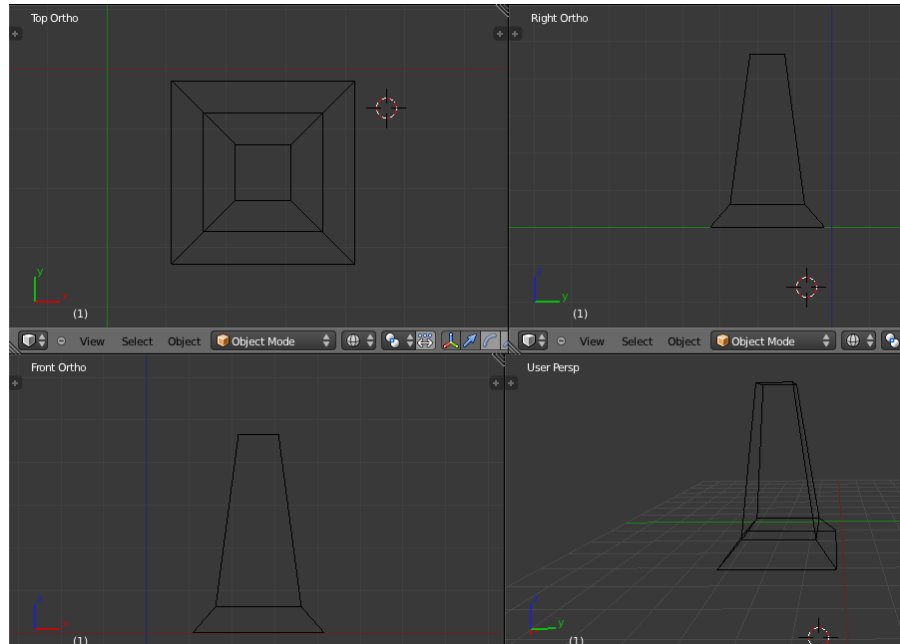 Top Ortho
y
x
(1)
View Select Object Object Mode
Right Ortho
z
y
(1)
View Select Object Object Mode
Front Ortho
z
x
(1)
User Persp
z
y
(1)